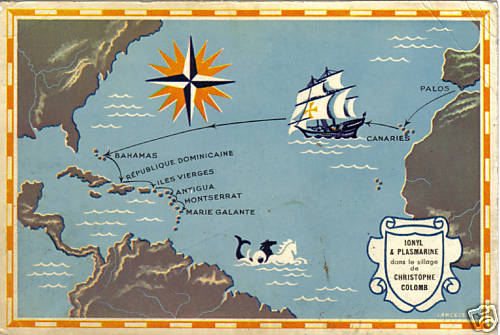 PALOS
CANARIES
BAHAMAS
RÉPUBLIQUE DOMINICAINE
ILES VIERGES
ANTIGUA
MONTSERRAT
MARIE GALANTE
IONYL
& PLASMARINE
dans le sillage
de
CHRISTOPHE
COLOMB